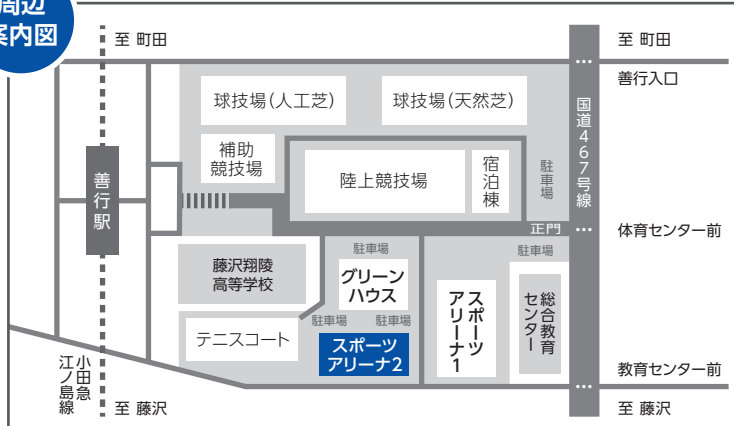 周辺
案内図
至 町田
至 町田
善行入口
球技場(人工芝)
球技場(天然芝)
国道467号線
補助
競技場
陸上競技場
宿泊棟
駐車場
善行駅
正門
体育センター前
駐車場
駐車場
藤沢翔陵
高等学校
グリーン
ハウス
スポーツ
アリーナ1
総合教育
センター
駐車場
駐車場
テニスコート
スポーツ
アリーナ2
小田急
江ノ島線
教育センター前
至 藤沢
至 藤沢